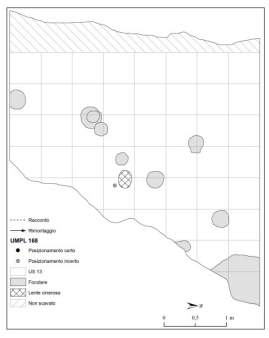 Raccordo
Rimontaggio
UMPL 168
Posizionamento certo
Posizionamento incerto
US 13
Focolare
Lente cinerosa
Non scavato
N
0 0,5 1 m